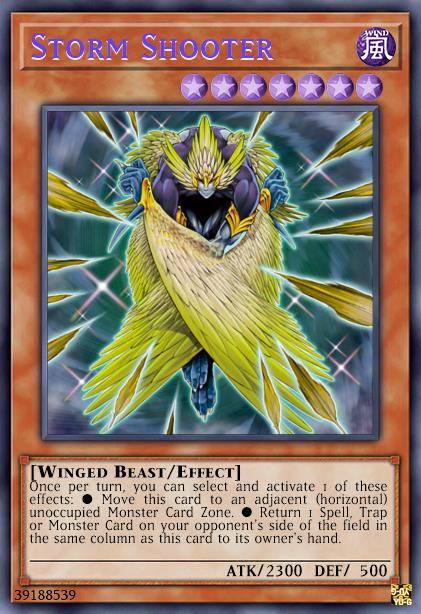 Storm Shooter
WIND
風
[Winged Beast/Effect]
Once per turn, you can select and activate 1 of these
effects: ● Move this card to an adjacent (horizontal)
unoccupied Monster Card Zone. ● Return 1 Spell, Trap
or Monster Card on your opponent's side of the field in
the same column as this card to its owner's hand.
ATK/2300 DEF/ 500
39188539